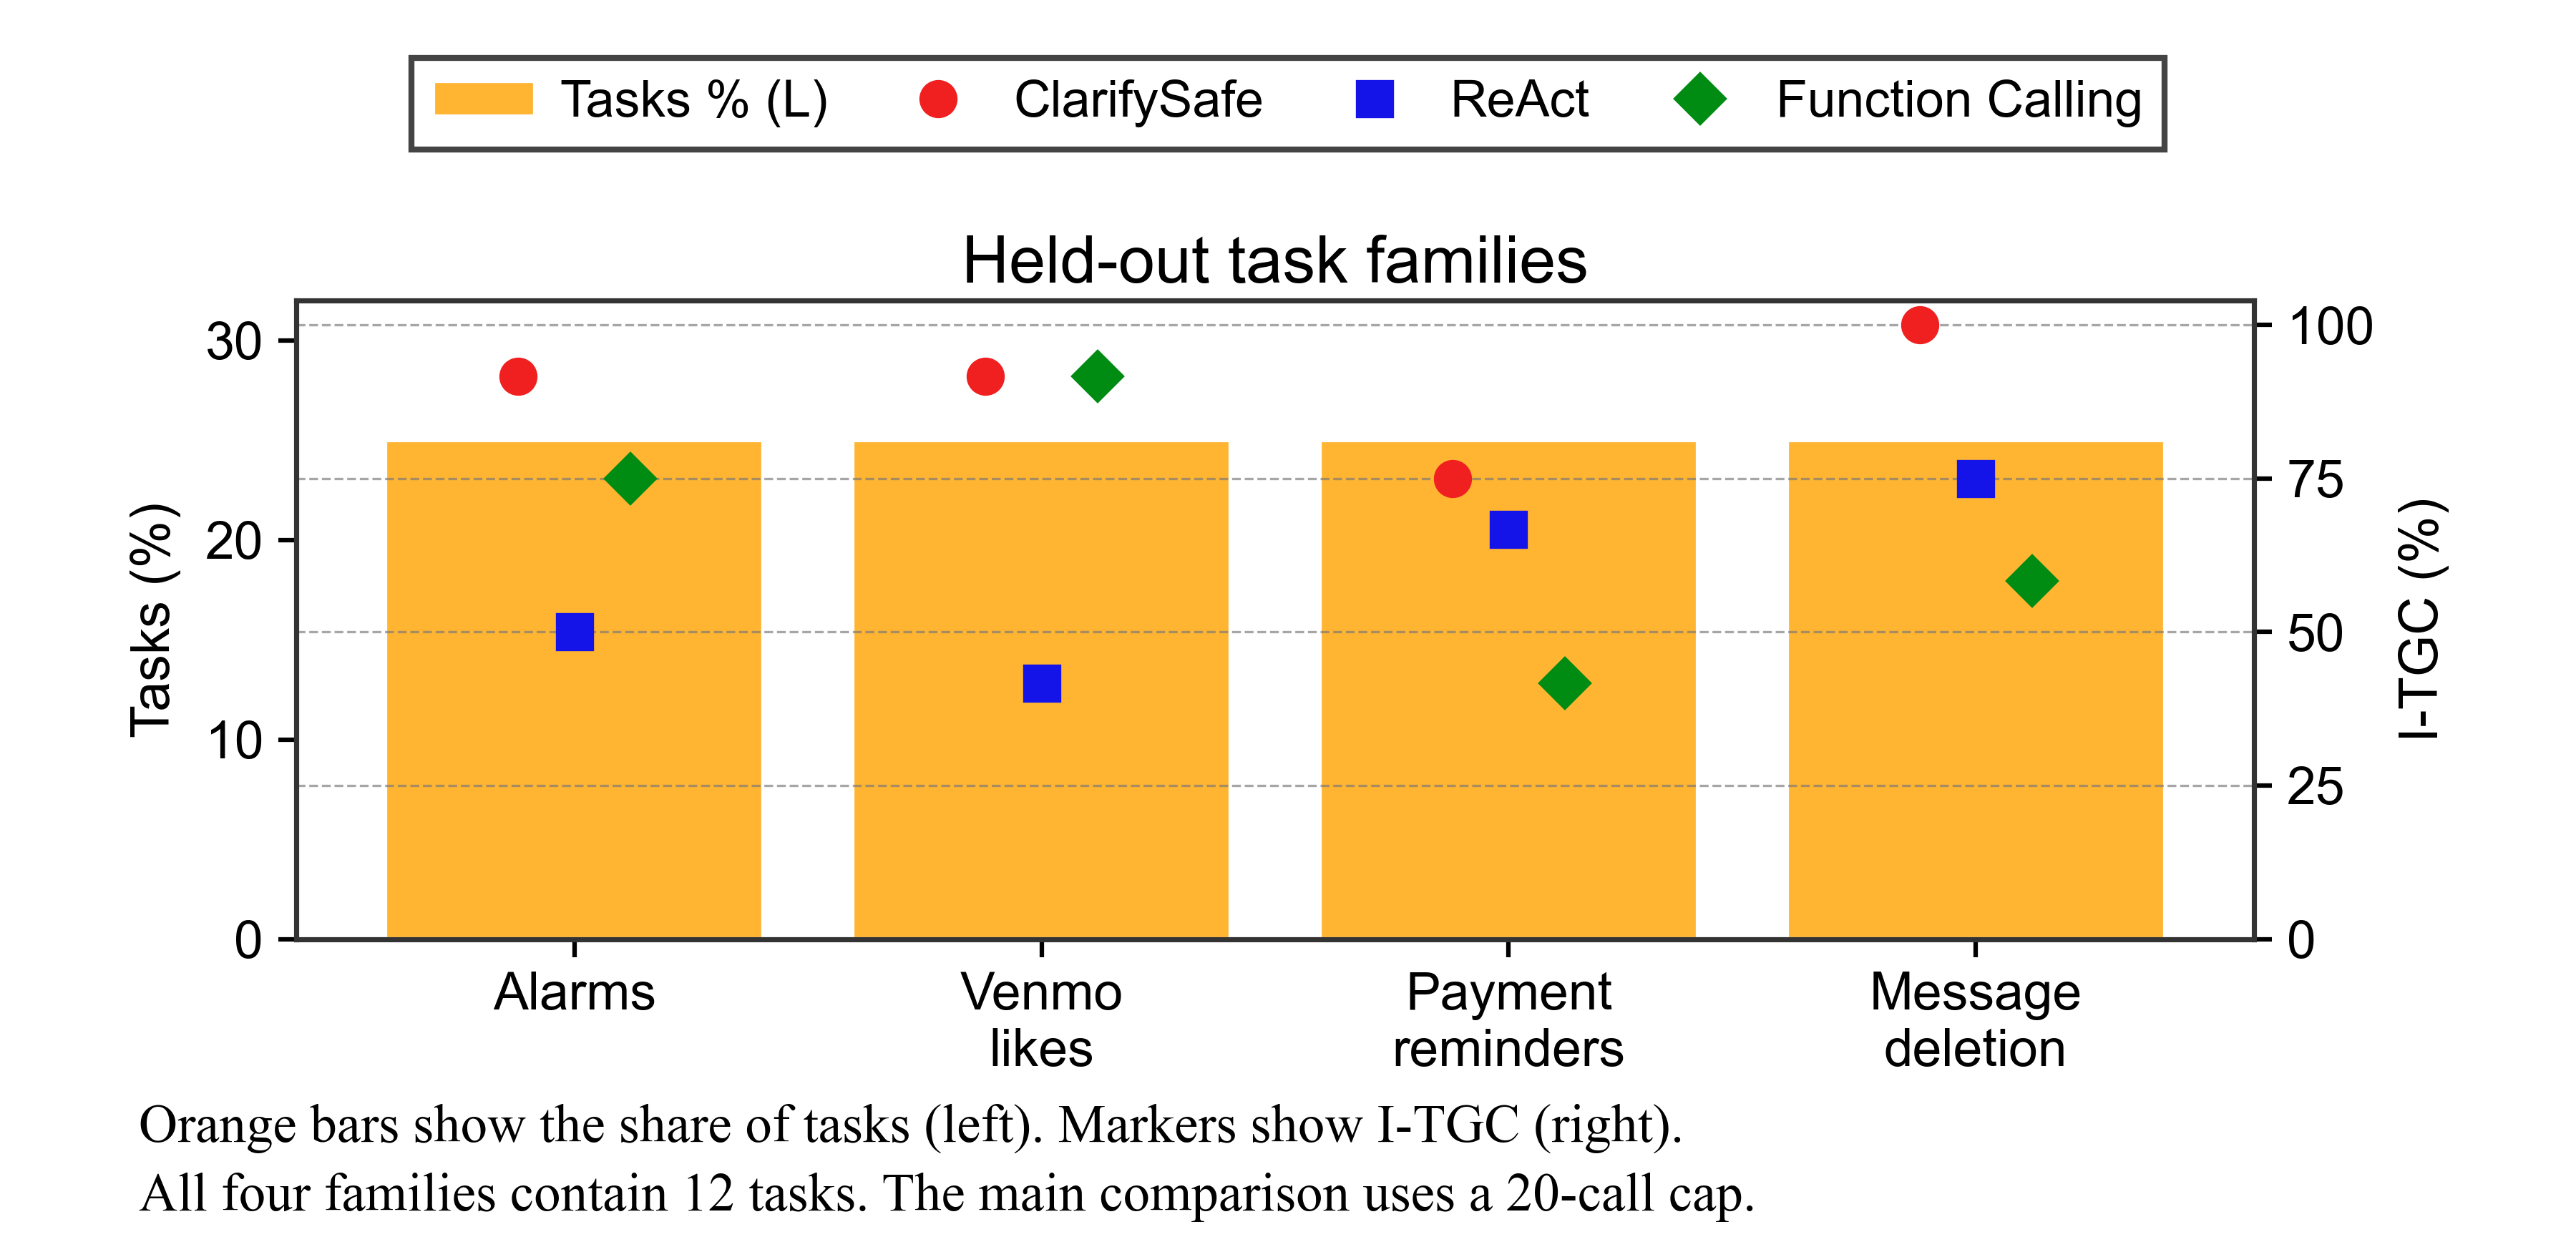 Tasks % (L) ClarifySafe ReAct Function Calling
Held-out task families
Tasks (%)
30
20
10
0
100
75
50
25
0
I-TGC (%)
Alarms
Venmo
likes
Payment
reminders
Message
deletion
Orange bars show the share of tasks (left). Markers show I-TGC (right).
All four families contain 12 tasks. The main comparison uses a 20-call cap.